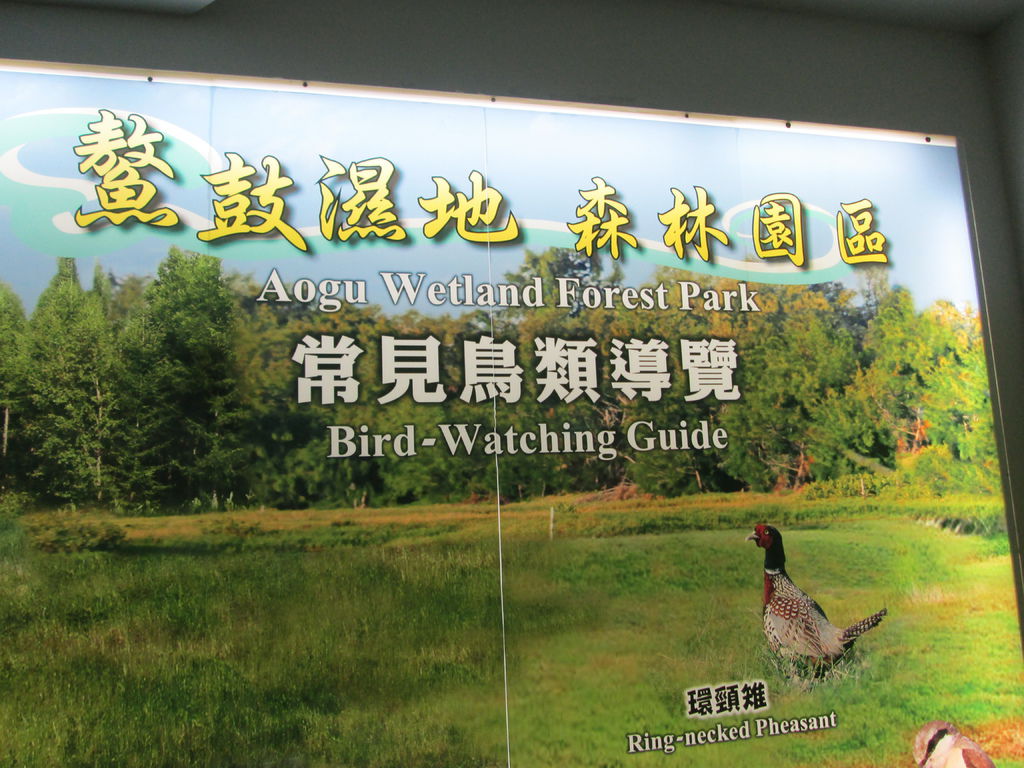 鰲鼓濕地 森林園區
Aogu Wetland Forest Park
常見鳥類導覽
Bird-Watching Guide
環頸雉
Ring-necked Pheasant